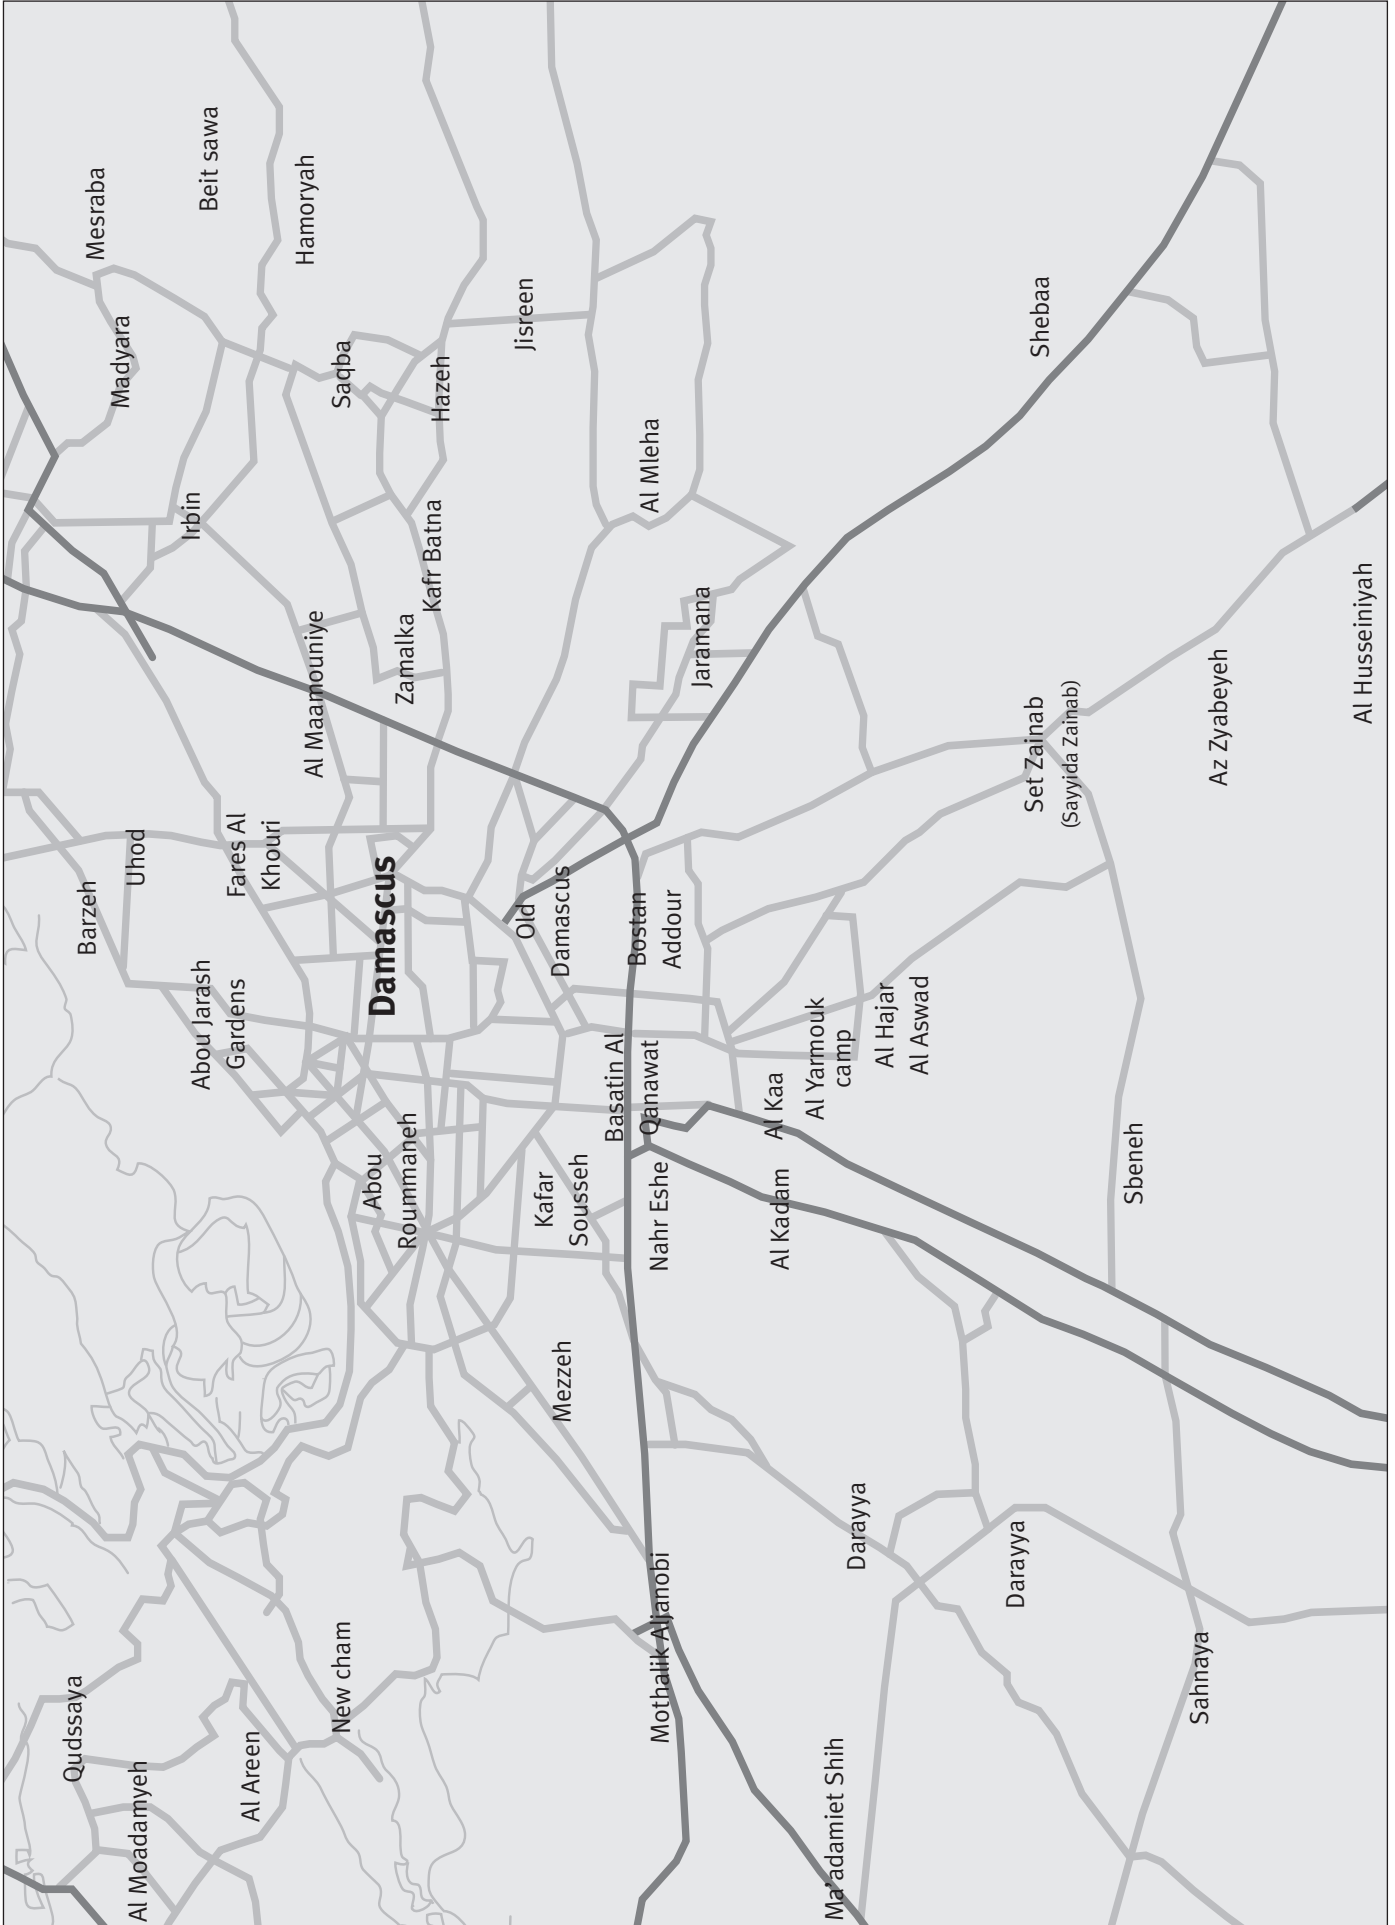 Qudssaya
Barzeh
Mesraba
Al Moadamyeh
Uhod
Madyara
Abou Jarash
Gardens
Irbin
Beit sawa
Al Areen
Fares Al
Khouri
Al Maamouniye
Hamoryah
New cham
Saqba
Abou
Roummaneh
Damascus
Zamalka
Kafr Batna
Hazeh
Kafar
Sousseh
Old
Damascus
Jisreen
Mezzeh
Basatin Al
Qanawat
Bostan
Addour
Al Mleha
Mothalik Aljanobi
Nahr Eshe
Jaramana
Al Kadam
Al Kaa
Al Yarmouk
camp
Ma'adamiet Shih
Darayya
Al Hajar
Al Aswad
Darayya
Set Zainab
(Sayyida Zainab)
Shebaa
Sbeneh
Sahnaya
Az Zyabeyeh
Al Husseiniyah